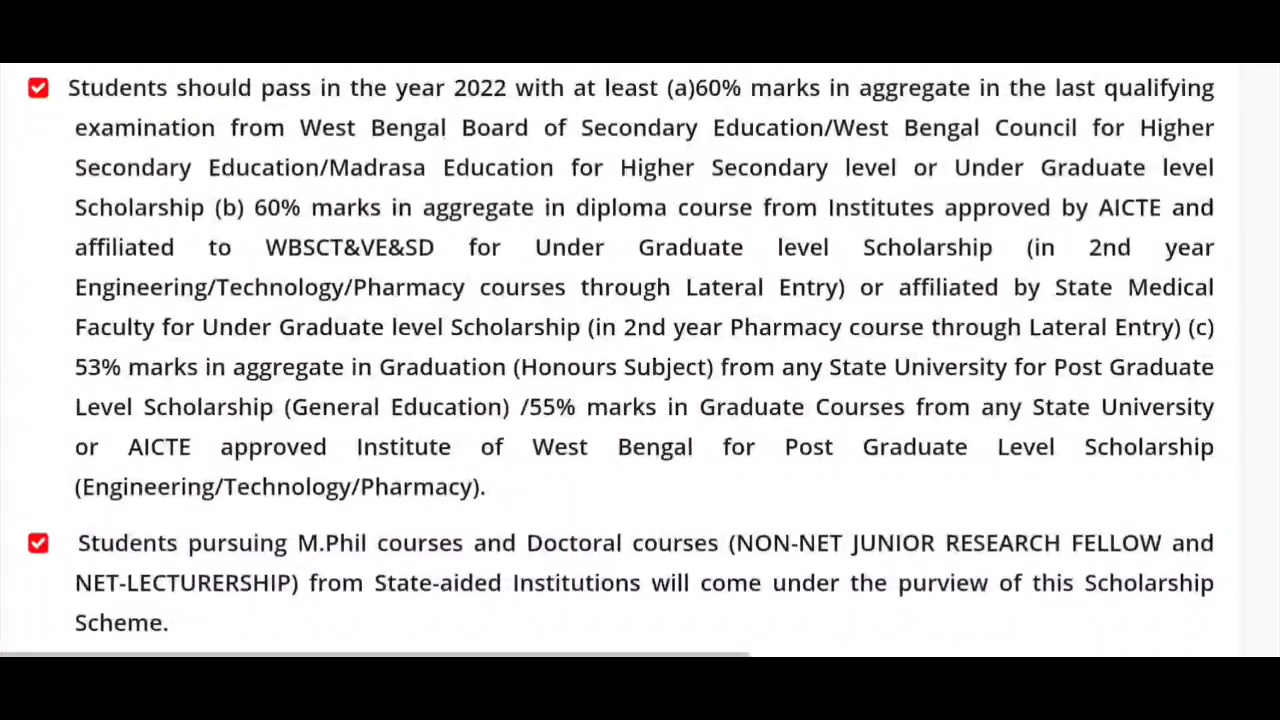 Students should pass in the year 2022 with at least (a)60% marks in aggregate in the last qualifying
examination from West Bengal Board of Secondary Education/West Bengal Council for Higher
Secondary Education/Madrasa Education for Higher Secondary level or Under Graduate level
Scholarship (b) 60% marks in aggregate in diploma course from Institutes approved by AICTE and
affiliated to WBSCT&VE&SD for Under Graduate level Scholarship (in 2nd year
Engineering/Technology/Pharmacy courses through Lateral Entry) or affiliated by State Medical
Faculty for Under Graduate level Scholarship (in 2nd year Pharmacy course through Lateral Entry) (c)
53% marks in aggregate in Graduation (Honours Subject) from any State University for Post Graduate
Level Scholarship (General Education) /55% marks in Graduate Courses from any State University
or AICTE approved Institute of West Bengal for Post Graduate Level Scholarship
(Engineering/Technology/Pharmacy).
Students pursuing M.Phil courses and Doctoral courses (NON-NET JUNIOR RESEARCH FELLOW and
NET-LECTURERSHIP) from State-aided Institutions will come under the purview of this Scholarship
Scheme.